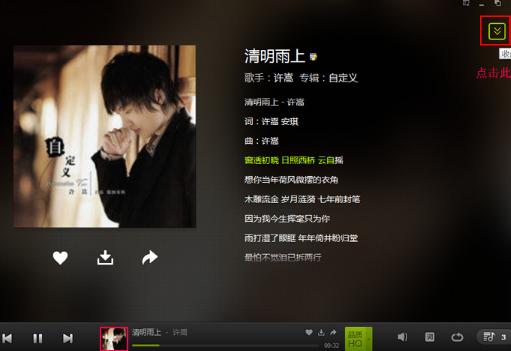 清明雨上
歌手：许嵩 专辑：自定义
收
点击此
清明雨上 - 许嵩
词：许嵩 安琪
曲：许嵩
窗透初晓 日照西桥 云自摇
想你当年荷风微摆的衣角
木雕流金 岁月涟漪 七年前封笔
因为我今生挥毫只为你
雨打湿了眼眶 年年倚井盼归堂
最怕不觉泪已拆两行
自定义
许嵩
清明雨上 - 许嵩
00:32
品质
HQ
词
3